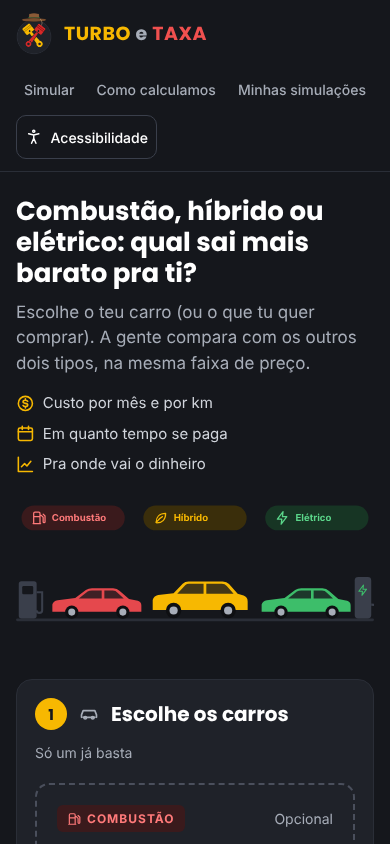 TURBO e TAXA
Simular Como calculamos Minhas simulações
Acessibilidade
Combustão, híbrido ou
elétrico: qual sai mais
barato pra ti?
Escolhe o teu carro (ou o que tu quer
comprar). A gente compara com os outros
dois tipos, na mesma faixa de preço.
Custo por mês e por km
Em quanto tempo se paga
Pra onde vai o dinheiro
Combustão Híbrido Elétrico
1 Escolhe os carros
Só um já basta
COMBUSTÃO Opcional